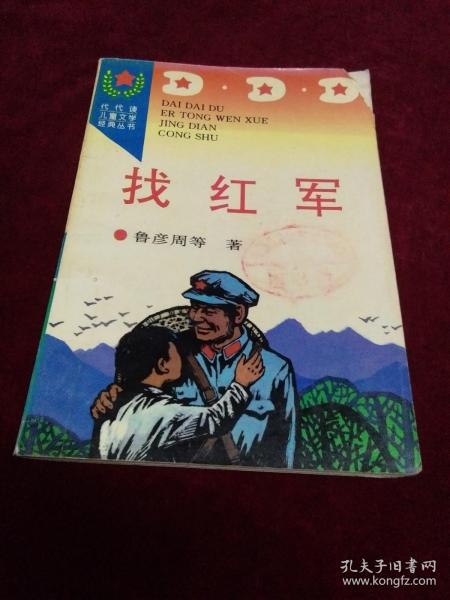 D·D·D
代代读
儿童文学
经典丛书
DAI DAI DU
ER TONG WEN XUE
JING DIAN
CONG SHU
找红军
鲁彦周等 著
孔夫子旧书网
www.kongfz.com